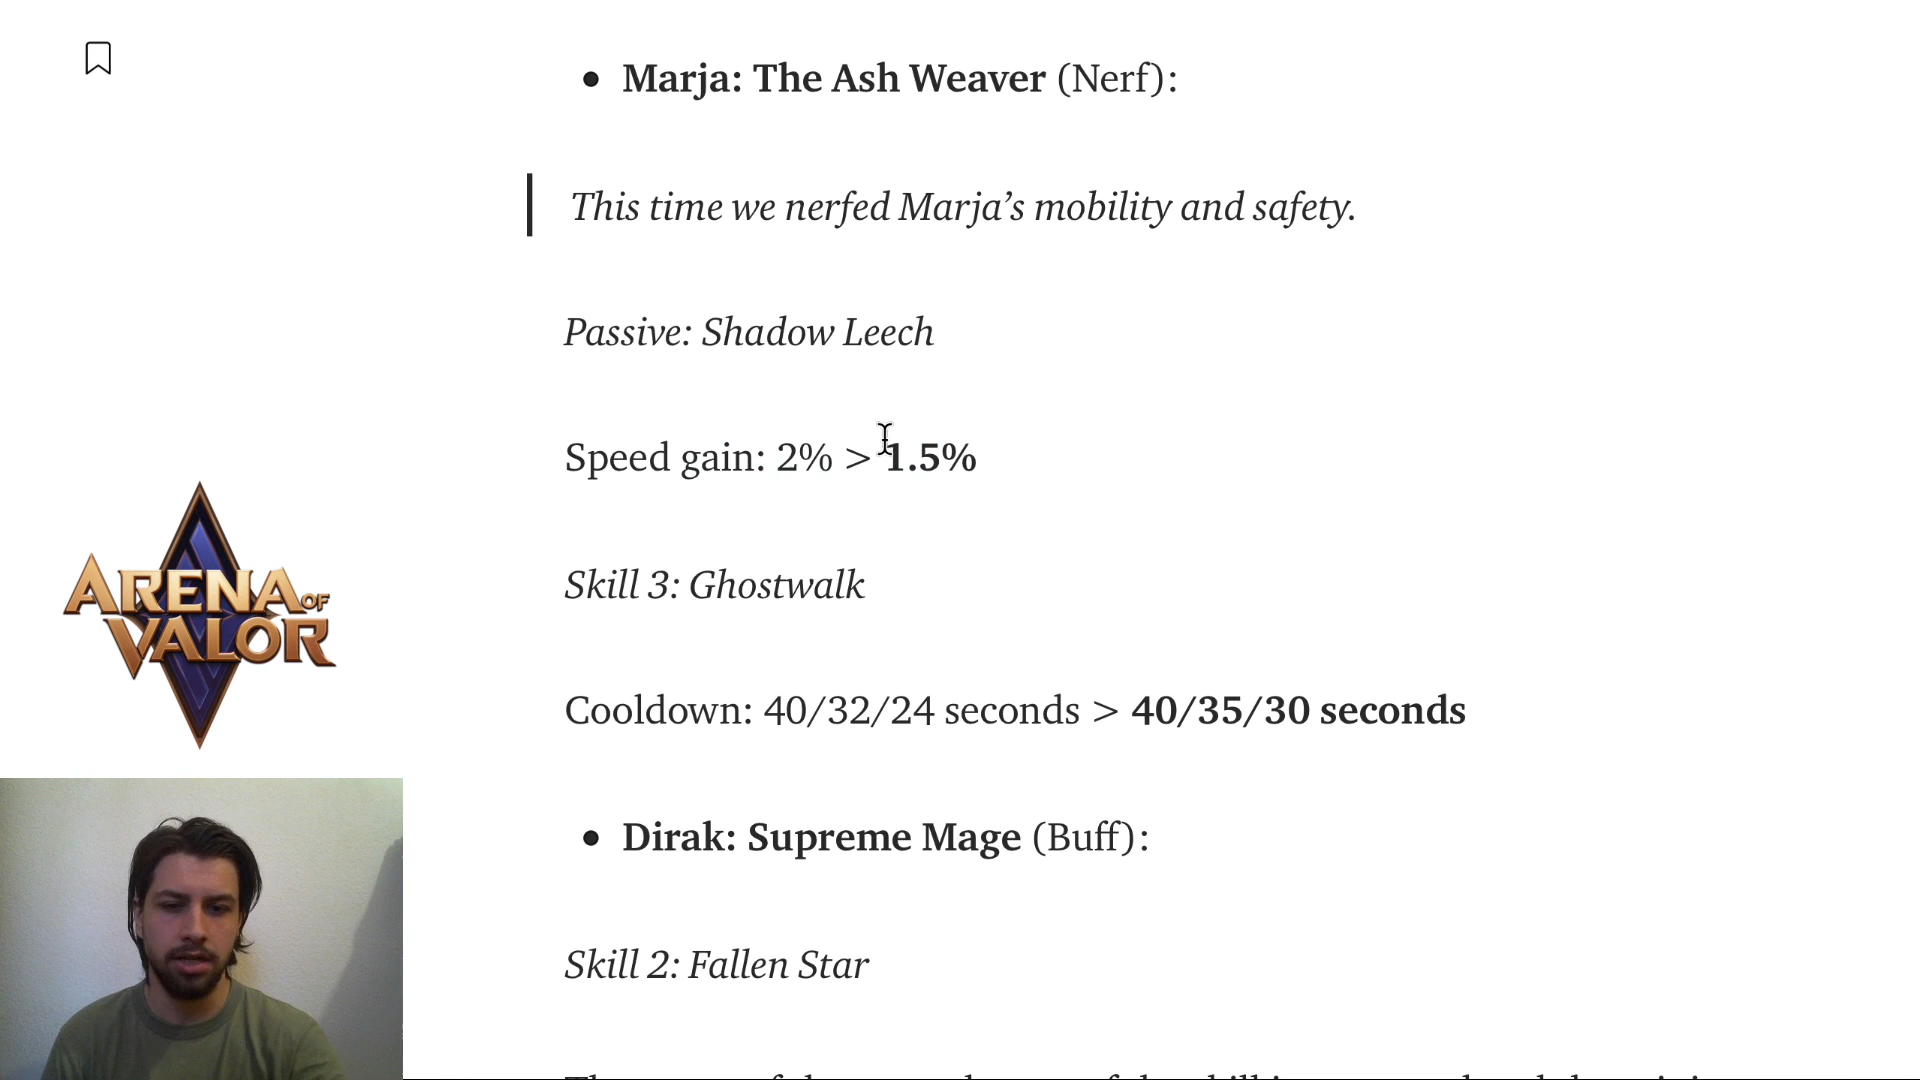 Marja: The Ash Weaver (Nerf):
This time we nerfed Marja’s mobility and safety.
Passive: Shadow Leech
Speed gain: 2% > 1.5%
Skill 3: Ghostwalk
ARENA OF
VALOR
Cooldown: 40/32/24 seconds > 40/35/30 seconds
Dirak: Supreme Mage (Buff):
Skill 2: Fallen Star